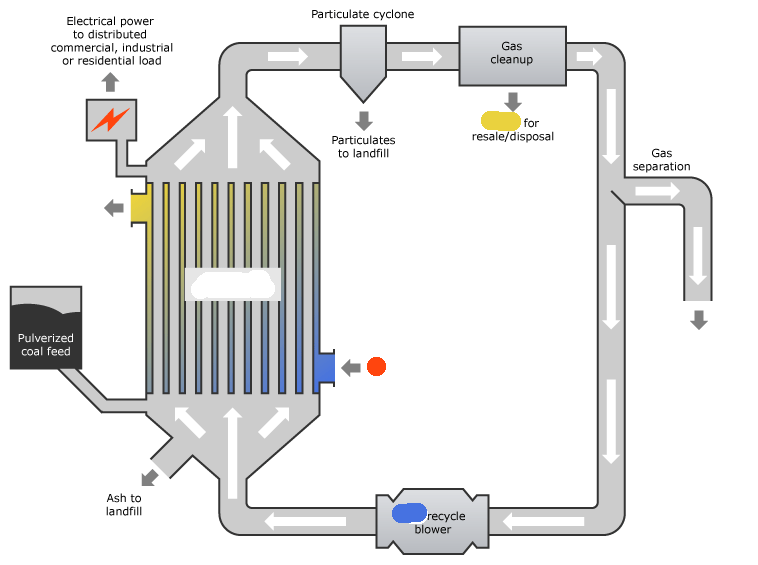 Electrical power
to distributed
commercial, industrial
or residential load
Particulate cyclone
Gas
cleanup
Particulates
to landfill
for
resale/disposal
Gas
separation
Pulverized
coal feed
Ash to
landfill
recycle
blower